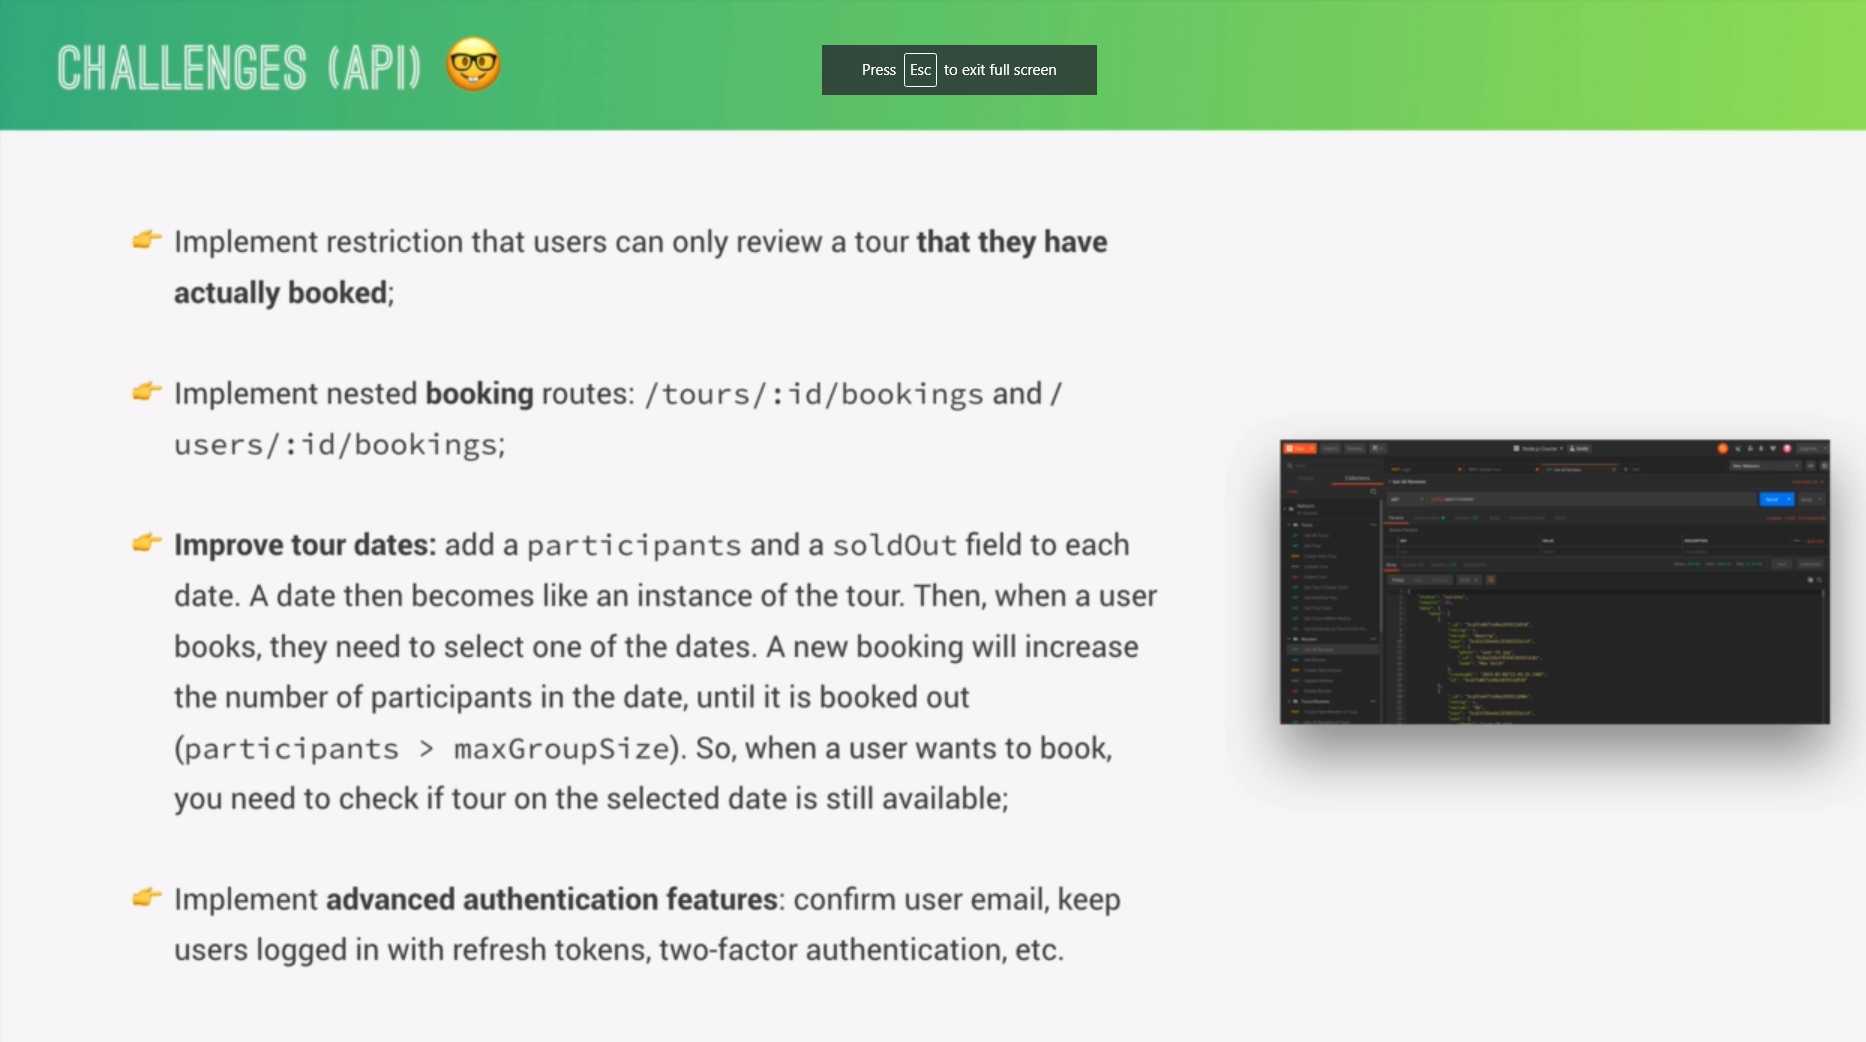 CHALLENGES (API)
Press Esc to exit full screen
Implement restriction that users can only review a tour that they have
actually booked;
Implement nested booking routes: /tours/:id/bookings and /
users/:id/bookings;
Improve tour dates: add a participants and a soldOut field to each
date. A date then becomes like an instance of the tour. Then, when a user
books, they need to select one of the dates. A new booking will increase
the number of participants in the date, until it is booked out
(participants > maxGroupSize). So, when a user wants to book,
you need to check if tour on the selected date is still available;
Implement advanced authentication features: confirm user email, keep
users logged in with refresh tokens, two-factor authentication, etc.